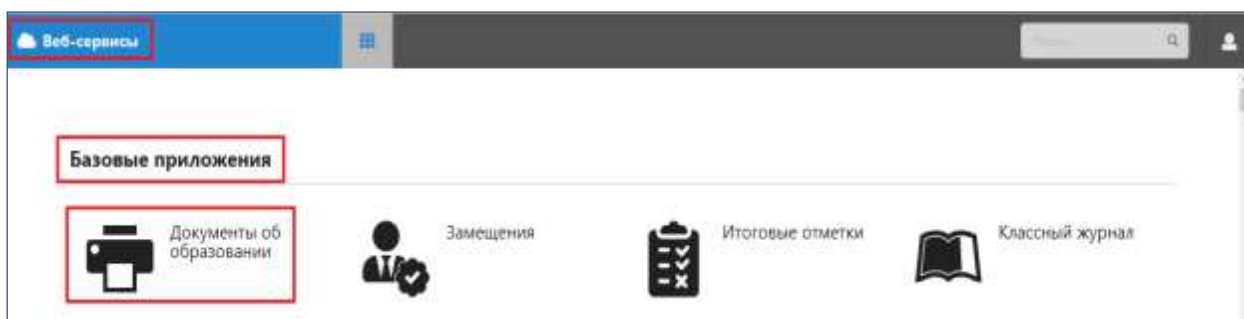 Веб-сервисы
Базовые приложения
Документы об
образовании
Замещения
Итоговые отметки
Классный журнал